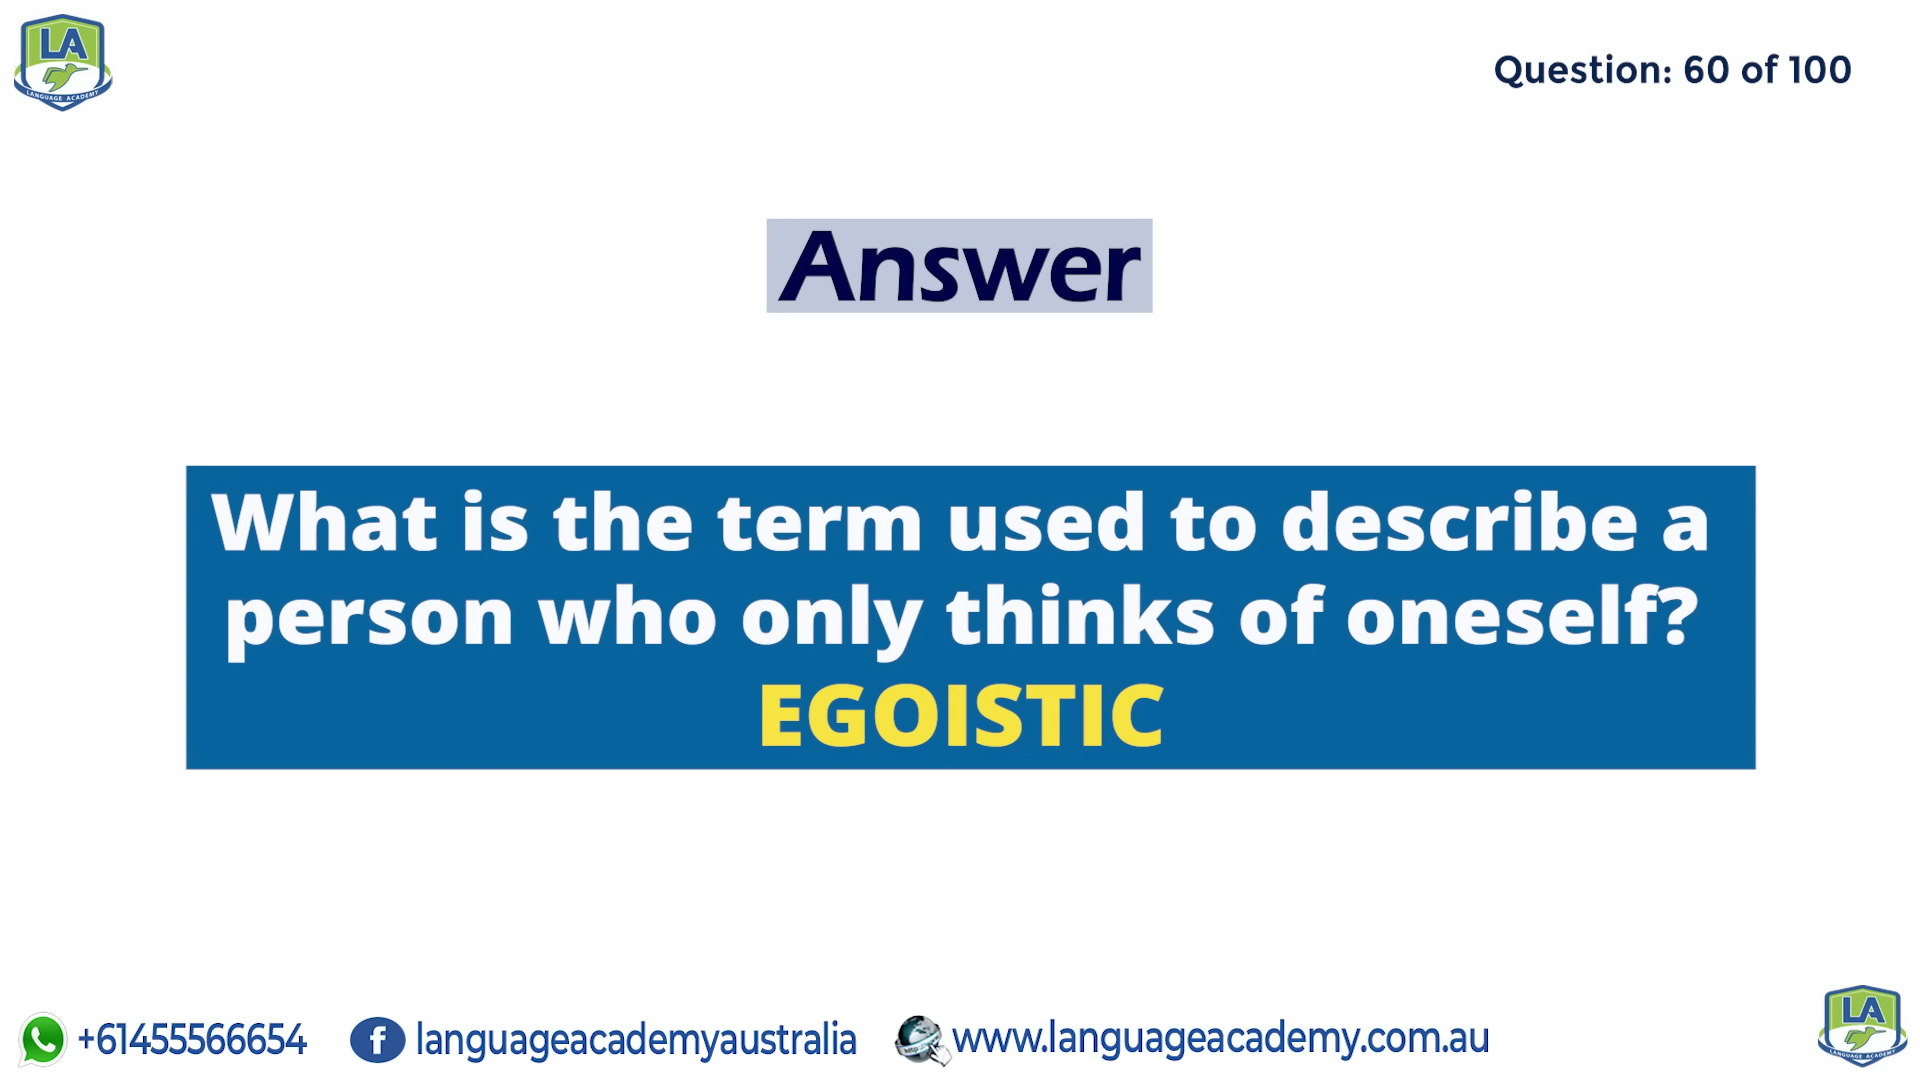 LA
LANGUAGE ACADEMY
Question: 60 of 100
Answer
What is the term used to describe a
person who only thinks of oneself?
EGOISTIC
+61455566654
f languageacademyaustralia
http
www.languageacademy.com.au
LA
LANGUAGE ACADEMY